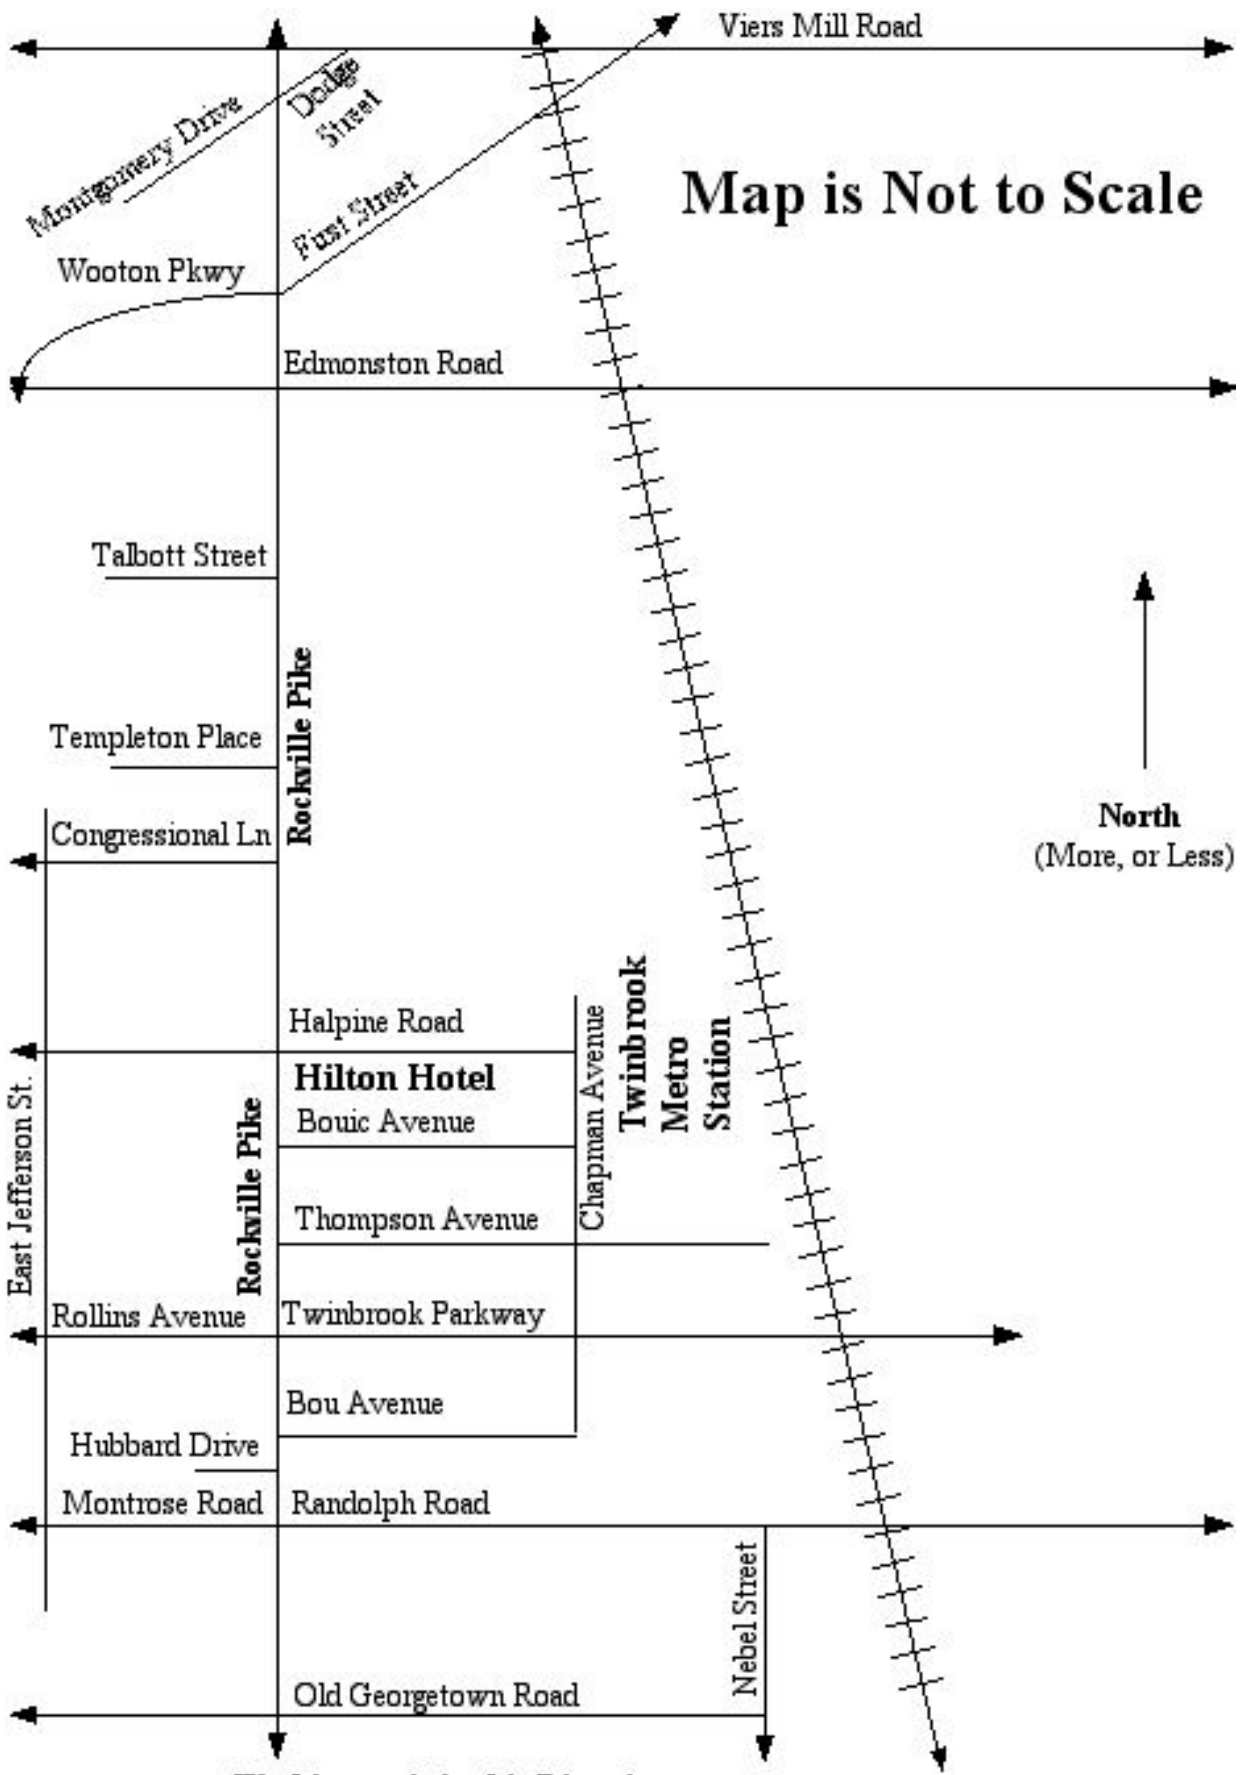 Viers Mill Road
Dodge
Street
Montgomery Drive
Map is Not to Scale
First Street
Wooton Pkwy
Edmonston Road
Talbott Street
Rockville Pike
Templeton Place
North
(More, or Less)
Congressional Ln
Halpine Road
Hilton Hotel
Bouic Avenue
Chapman Avenue
Twinbrook
Metro
Station
East Jefferson St.
Rockville Pike
Thompson Avenue
Rollins Avenue
Twinbrook Parkway
Bou Avenue
Hubbard Drive
Montrose Road
Randolph Road
Nebel Street
Old Georgetown Road